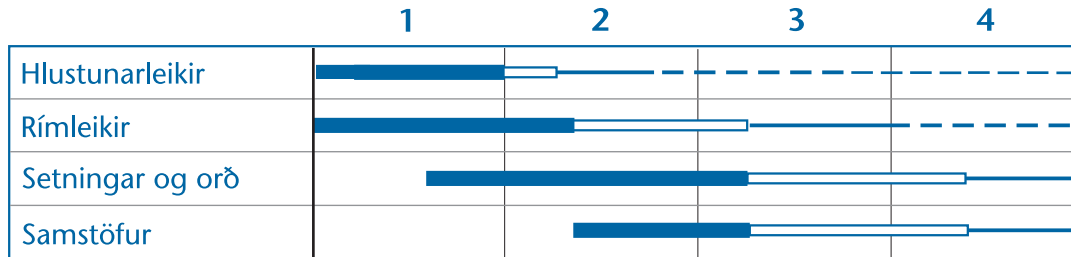 1 2 3 4
Hlustunarleikir
Rímleikir
Setningar og orð
Samstöfur